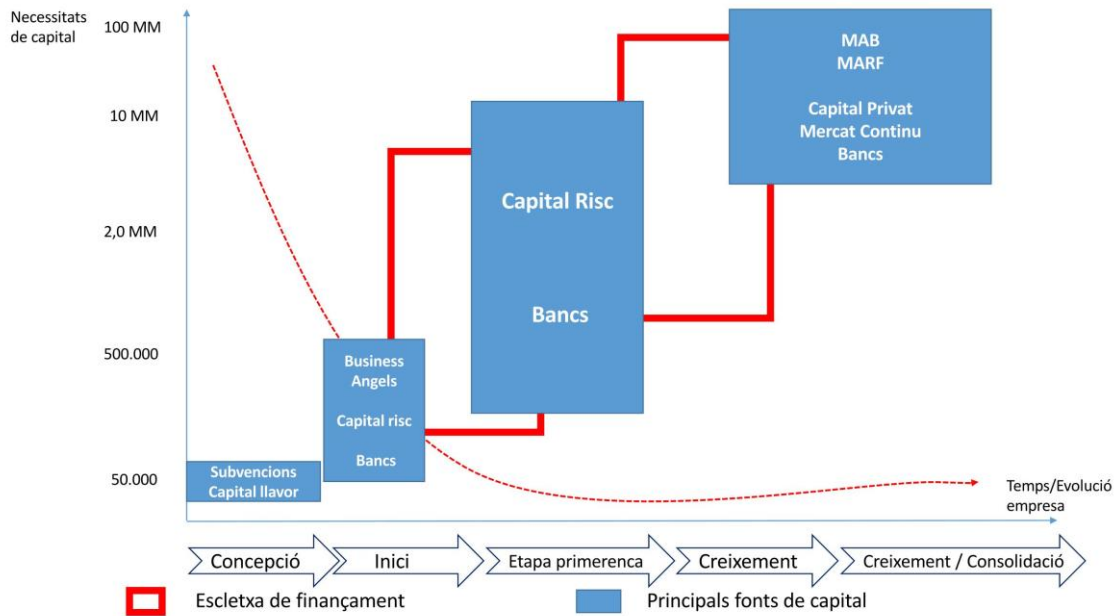 Necessitats
de capital
100 MM
10 MM
2,0 MM
500.000
50.000
MAB
MARF
Capital Privat
Mercat Continu
Bancs
Capital Risc
Bancs
Business
Angels
Capital risc
Bancs
Subvencions
Capital llavor
Temps/Evolució
empresa
Concepció
Inici
Etapa primerenca
Creixement
Creixement / Consolidació
Escletxa de finançament
Principals fonts de capital